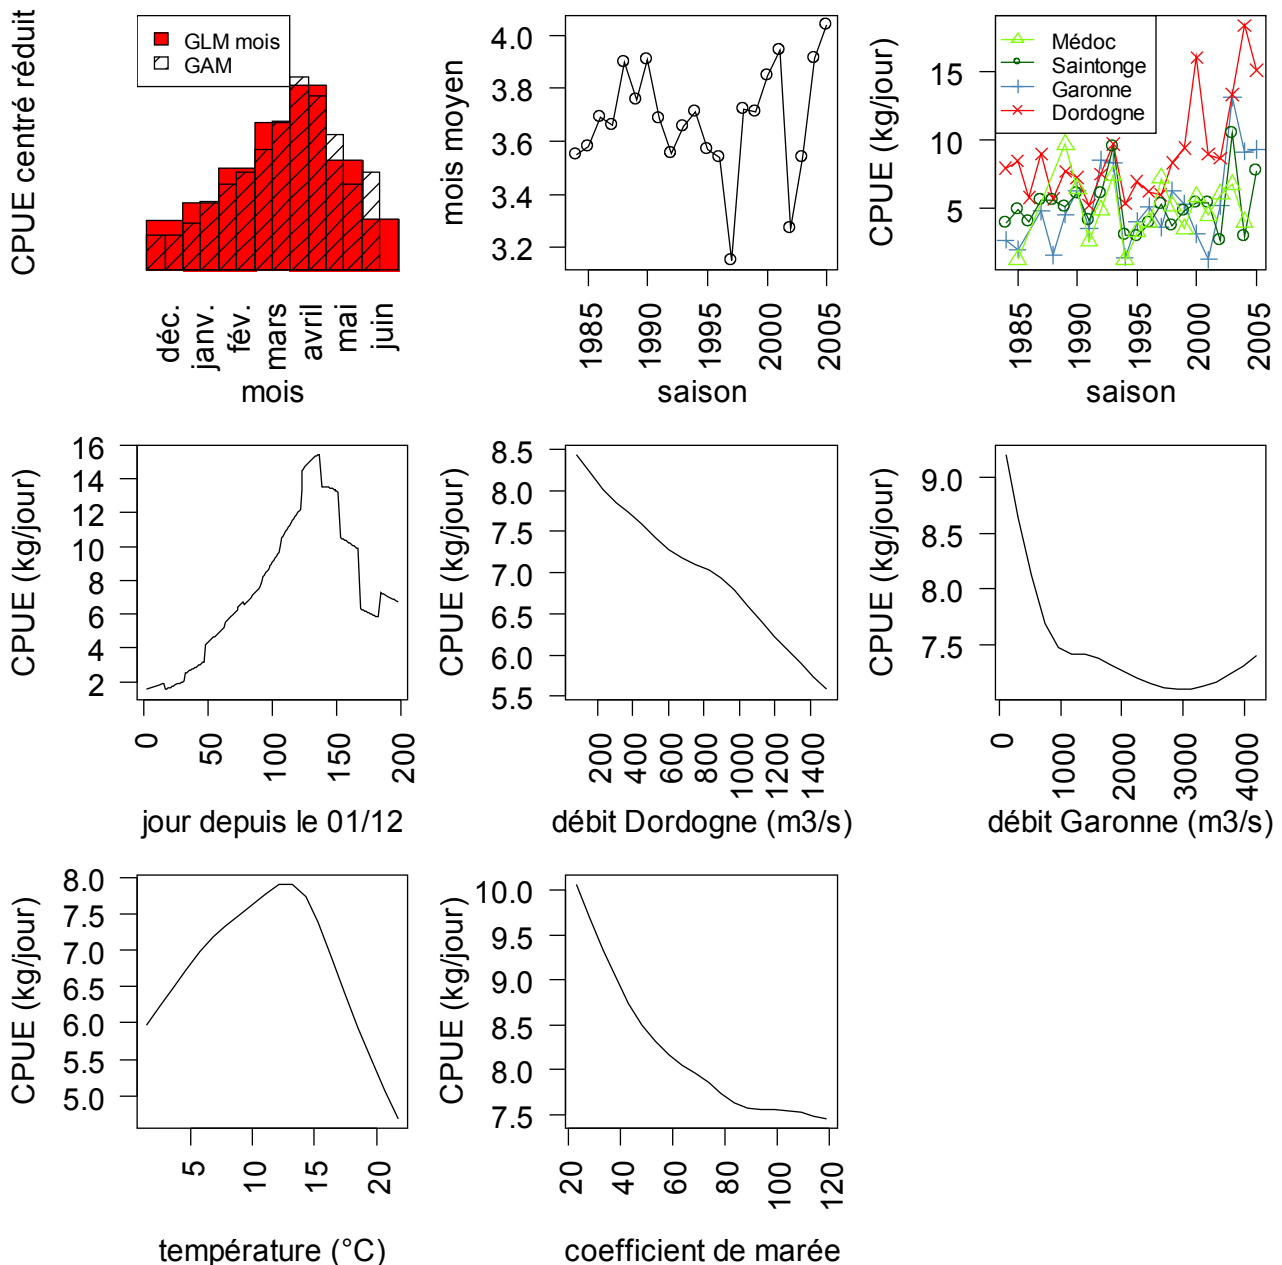 CPUE centré réduit
GLM mois
GAM
déc.
janv.
fév.
mars
avril
mai
juin
mois
mois moyen
4.0
3.8
3.6
3.4
3.2
1985
1990
1995
2000
2005
saison
CPUE (kg/jour)
Médoc
Saintonge
Garonne
Dordogne
15
10
5
1985
1990
1995
2000
2005
saison
CPUE (kg/jour)
16
14
12
10
8
6
4
2
0
50
100
150
200
jour depuis le 01/12
CPUE (kg/jour)
8.5
8.0
7.5
7.0
6.5
6.0
5.5
200
400
600
800
1000
1200
1400
débit Dordogne (m3/s)
CPUE (kg/jour)
9.0
8.5
8.0
7.5
0
1000
2000
3000
4000
débit Garonne (m3/s)
CPUE (kg/jour)
8.0
7.5
7.0
6.5
6.0
5.5
5.0
5
10
15
20
température (°C)
CPUE (kg/jour)
10.0
9.5
9.0
8.5
8.0
7.5
20
40
60
80
100
120
coefficient de marée